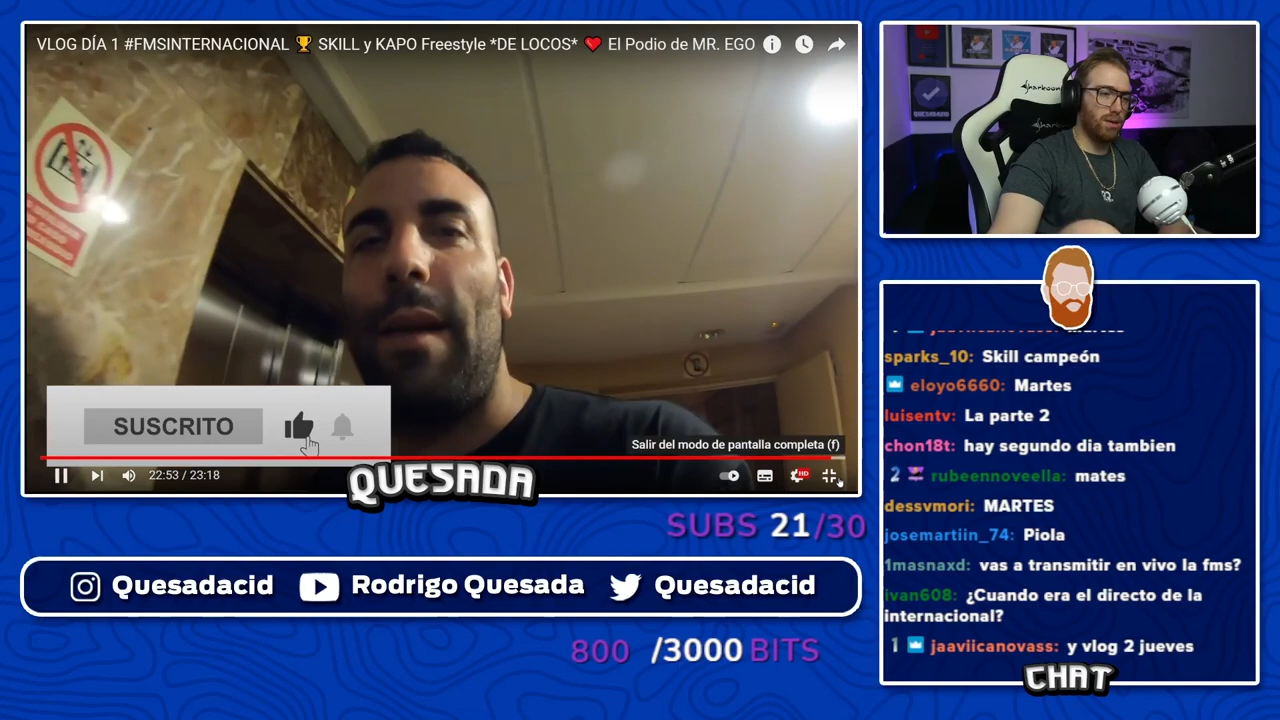 VLOG DÍA 1 #FMSINTERNACIONAL 🏆 SKILL y KAPO Freestyle *DE LOCOS* ❤️ El Podio de MR. EGO
SUSCRITO
Salir del modo de pantalla completa (f)
22:53 / 23:18
HD
QUESADA
SUBS 21/30
Quesadacid
Rodrigo Quesada
Quesadacid
800 /3000 BITS
sharkoon
sparks_10: Skill campeón
eloyo6660: Martes
luisentv: La parte 2
chon18t: hay segundo dia tambien
2 rubeennoveella: mates
dessvmori: MARTES
josemartiin_74: Piola
1masnaxd: vas a transmitir en vivo la fms?
ivan608: ¿Cuando era el directo de la
internacional?
1 jaaviicanovass: y vlog 2 jueves
CHAT